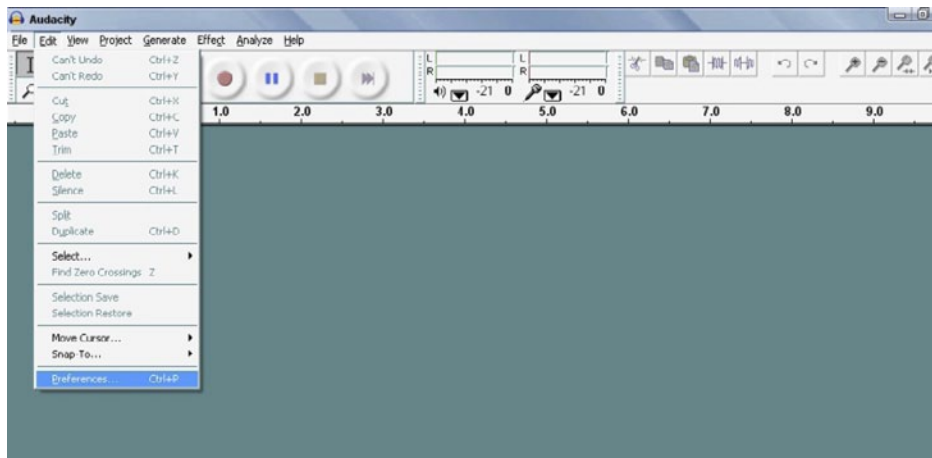 Audacity
File Edit View Project Generate Effect Analyze Help
Can't Undo Ctrl+Z
Can't Redo Ctrl+Y
L L
R R
-21 0 -21 0
Cut Ctrl+X
Copy Ctrl+C
Paste Ctrl+V
Trim Ctrl+T
1.0 2.0 3.0 4.0 5.0 6.0 7.0 8.0 9.0
Delete Ctrl+K
Silence Ctrl+L
Split
Duplicate Ctrl+D
Select...
Find Zero Crossings Z
Selection Save
Selection Restore
Move Cursor...
Snap-To...
Preferences... Ctrl+P